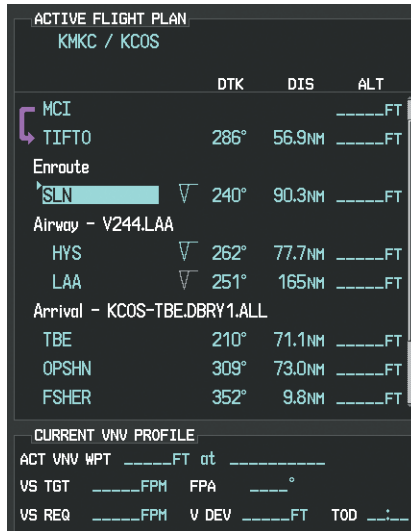 ACTIVE FLIGHT PLAN
KMKC / KCOS
DTK DIS ALT
MCI _____FT
TIFTO 286° 56.9NM _____FT
Enroute
SLN 240° 90.3NM _____FT
Airway - V244.LAA
HYS 262° 77.7NM _____FT
LAA 251° 165NM _____FT
Arrival - KCOS-TBE.DBRY1.ALL
TBE 210° 71.1NM _____FT
OPSHN 309° 73.0NM _____FT
FSHER 352° 9.8NM _____FT
CURRENT VNV PROFILE
ACT VNV WPT _____FT at __________
VS TGT _____FPM FPA ____°
VS REQ _____FPM V DEV _____FT TOD __:__